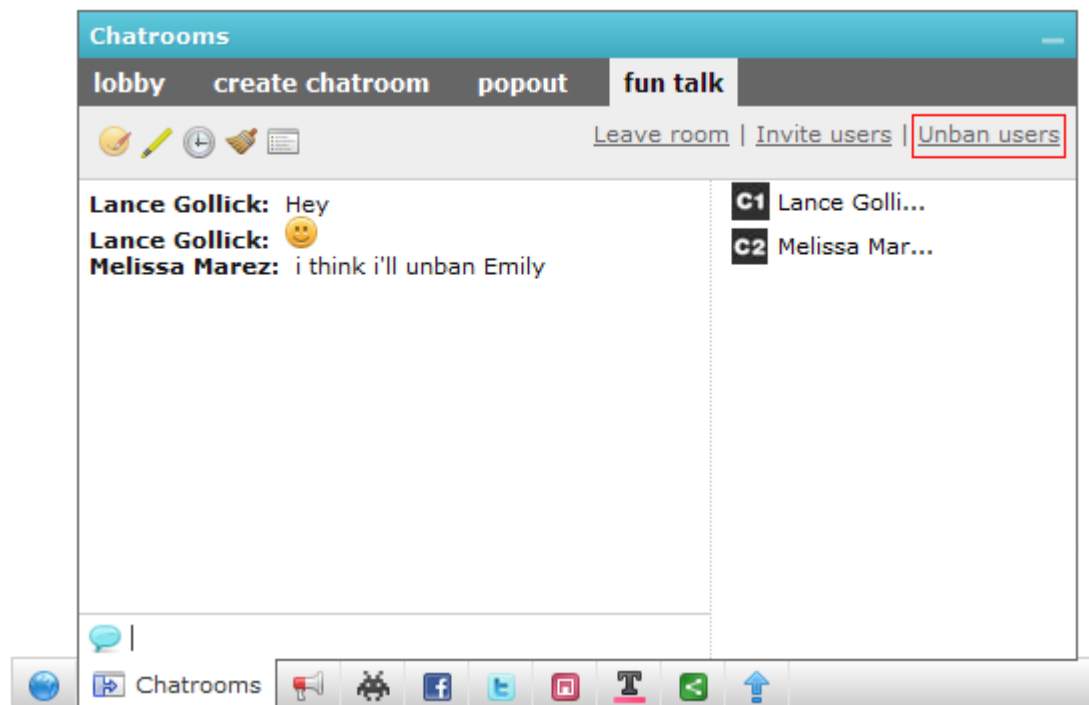 Chatrooms
lobby create chatroom popout fun talk
Leave room | Invite users | Unban users
Lance Gollick: Hey
Lance Gollick:
Melissa Marez: i think i'll unban Emily
C1 Lance Golli...
C2 Melissa Mar...
Chatrooms